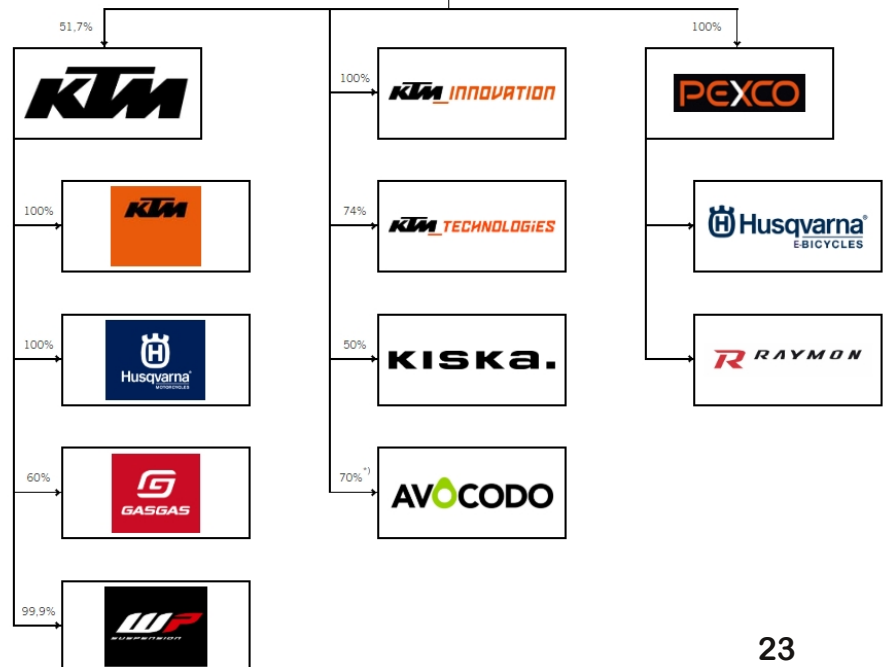 51,7%
100%
KTM
100%
KTM_INNOVATION
PEXCO
100%
KTM
74%
KTM_TECHNOLOGIES
Husqvarna®
E-BICYCLES
100%
Husqvarna®
MOTORCYCLES
50%
KISKA.
R RAYMON
60%
GASGAS
70%*)
AVOCODO
99,9%
WP
SUSPENSION
23